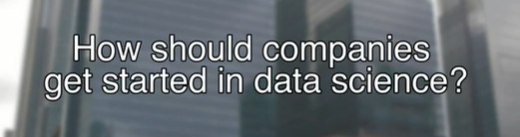 How should companies
get started in data science?